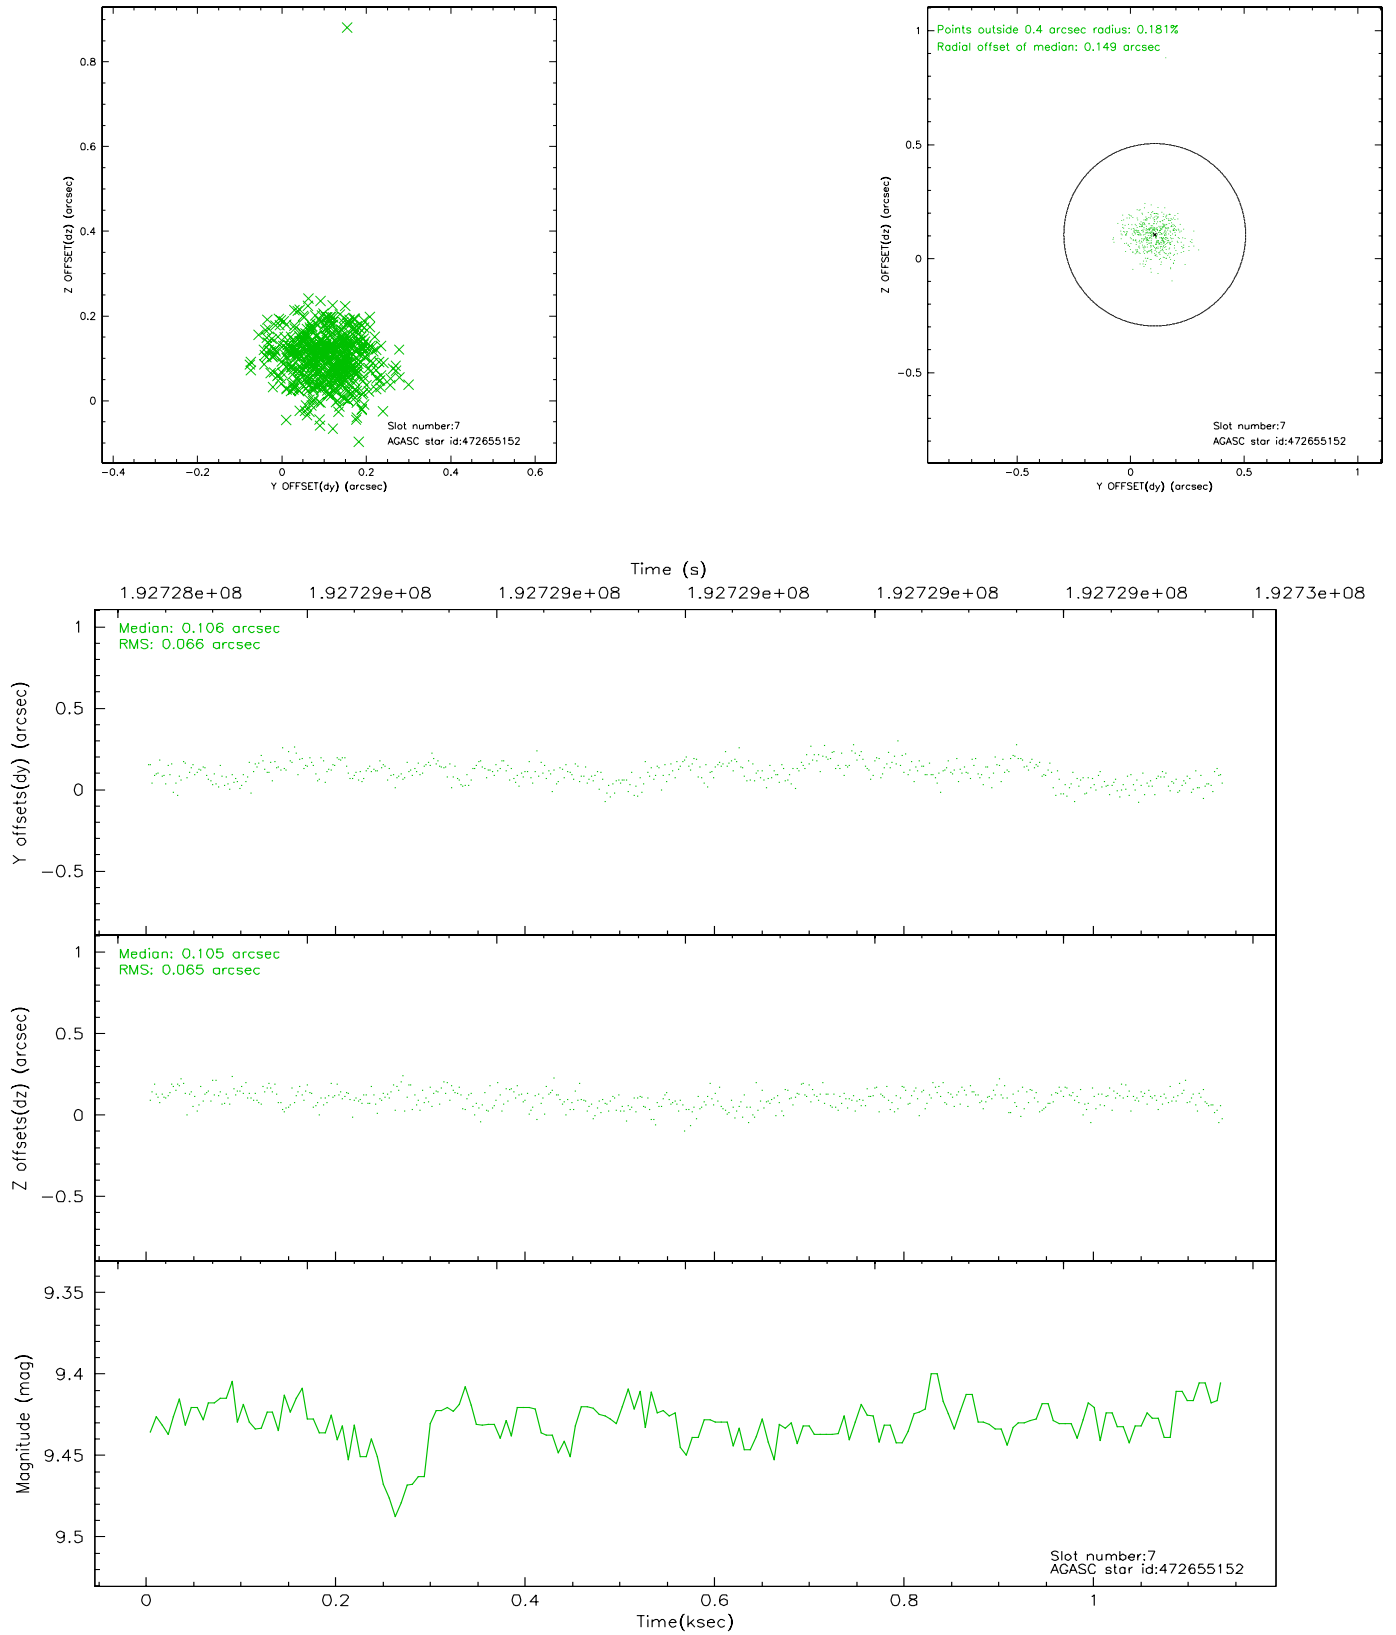 0.8
0.6
0.4
0.2
0
Z OFFSET(dz) (arcsec)
Slot number:7
AGASC star id:472655152
-0.4 -0.2 0 0.2 0.4 0.6
Y OFFSET(dy) (arcsec)
Points outside 0.4 arcsec radius: 0.181%
Radial offset of median: 0.149 arcsec
1
0.5
0
-0.5
Z OFFSET(dz) (arcsec)
Slot number:7
AGASC star id:472655152
-0.5 0 0.5 1
Y OFFSET(dy) (arcsec)
Time (s)
1.92728e+08 1.92729e+08 1.92729e+08 1.92729e+08 1.92729e+08 1.92729e+08 1.9273e+08
Median: 0.106 arcsec
RMS: 0.066 arcsec
1
0.5
0
-0.5
Y offsets(dy) (arcsec)
Median: 0.105 arcsec
RMS: 0.065 arcsec
1
0.5
0
-0.5
Z offsets(dz) (arcsec)
9.35
9.4
9.45
9.5
Magnitude (mag)
Slot number:7
AGASC star id:472655152
0 0.2 0.4 0.6 0.8 1
Time(ksec)